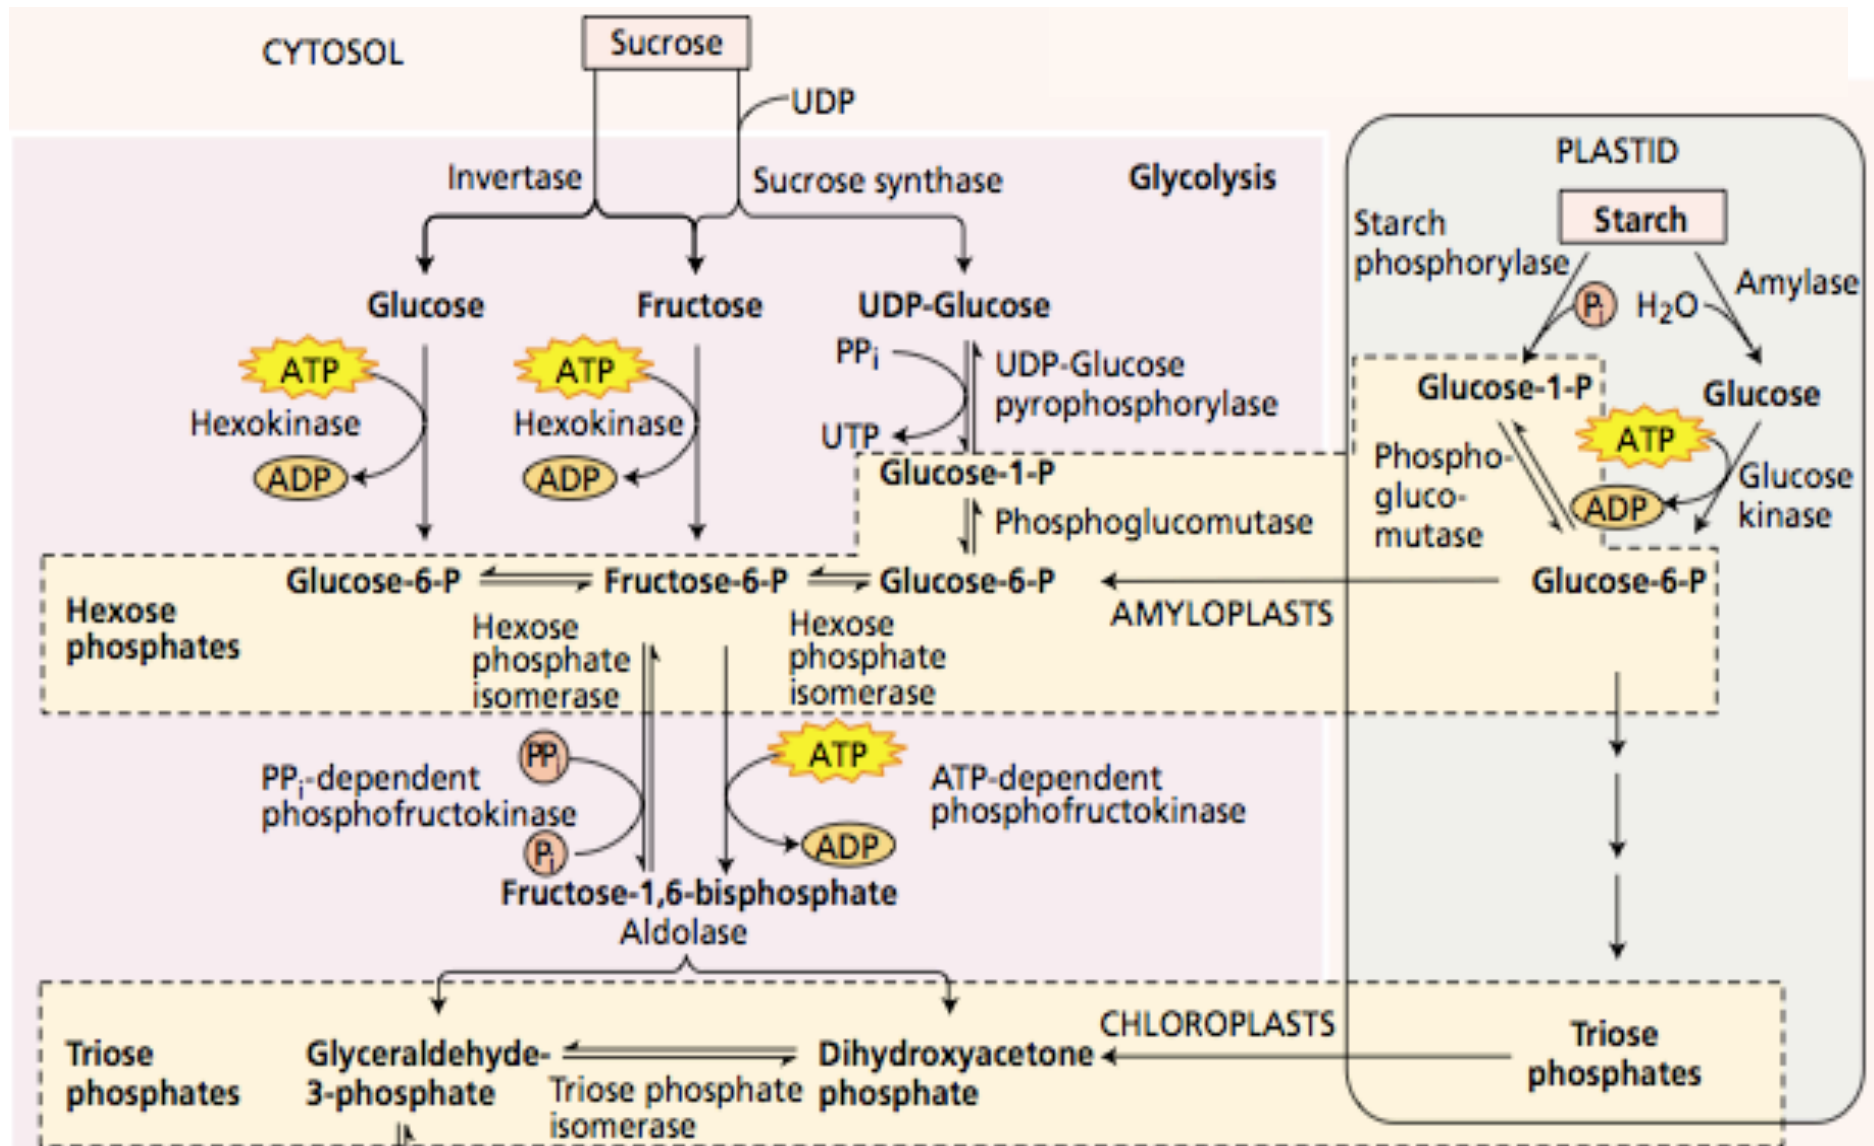 CYTOSOL
Sucrose
UDP
Invertase
Sucrose synthase
Glycolysis
PLASTID
Starch
Starch
phosphorylase
Pi
H2O
Amylase
Glucose
Fructose
UDP-Glucose
ATP
Hexokinase
ADP
ATP
Hexokinase
ADP
PPi
UTP
UDP-Glucose
pyrophosphorylase
Glucose-1-P
Phosphoglucomutase
Glucose-1-P
Glucose
Phospho-
gluco-
mutase
ATP
ADP
Glucose
kinase
Hexose
phosphates
Glucose-6-P
Fructose-6-P
Glucose-6-P
AMYLOPLASTS
Glucose-6-P
Hexose
phosphate
isomerase
Hexose
phosphate
isomerase
PPi-dependent
phosphofructokinase
PPi
Pi
ATP
ADP
ATP-dependent
phosphofructokinase
Fructose-1,6-bisphosphate
Aldolase
Triose
phosphates
Glyceraldehyde-
3-phosphate
Triose phosphate
isomerase
Dihydroxyacetone
phosphate
CHLOROPLASTS
Triose
phosphates